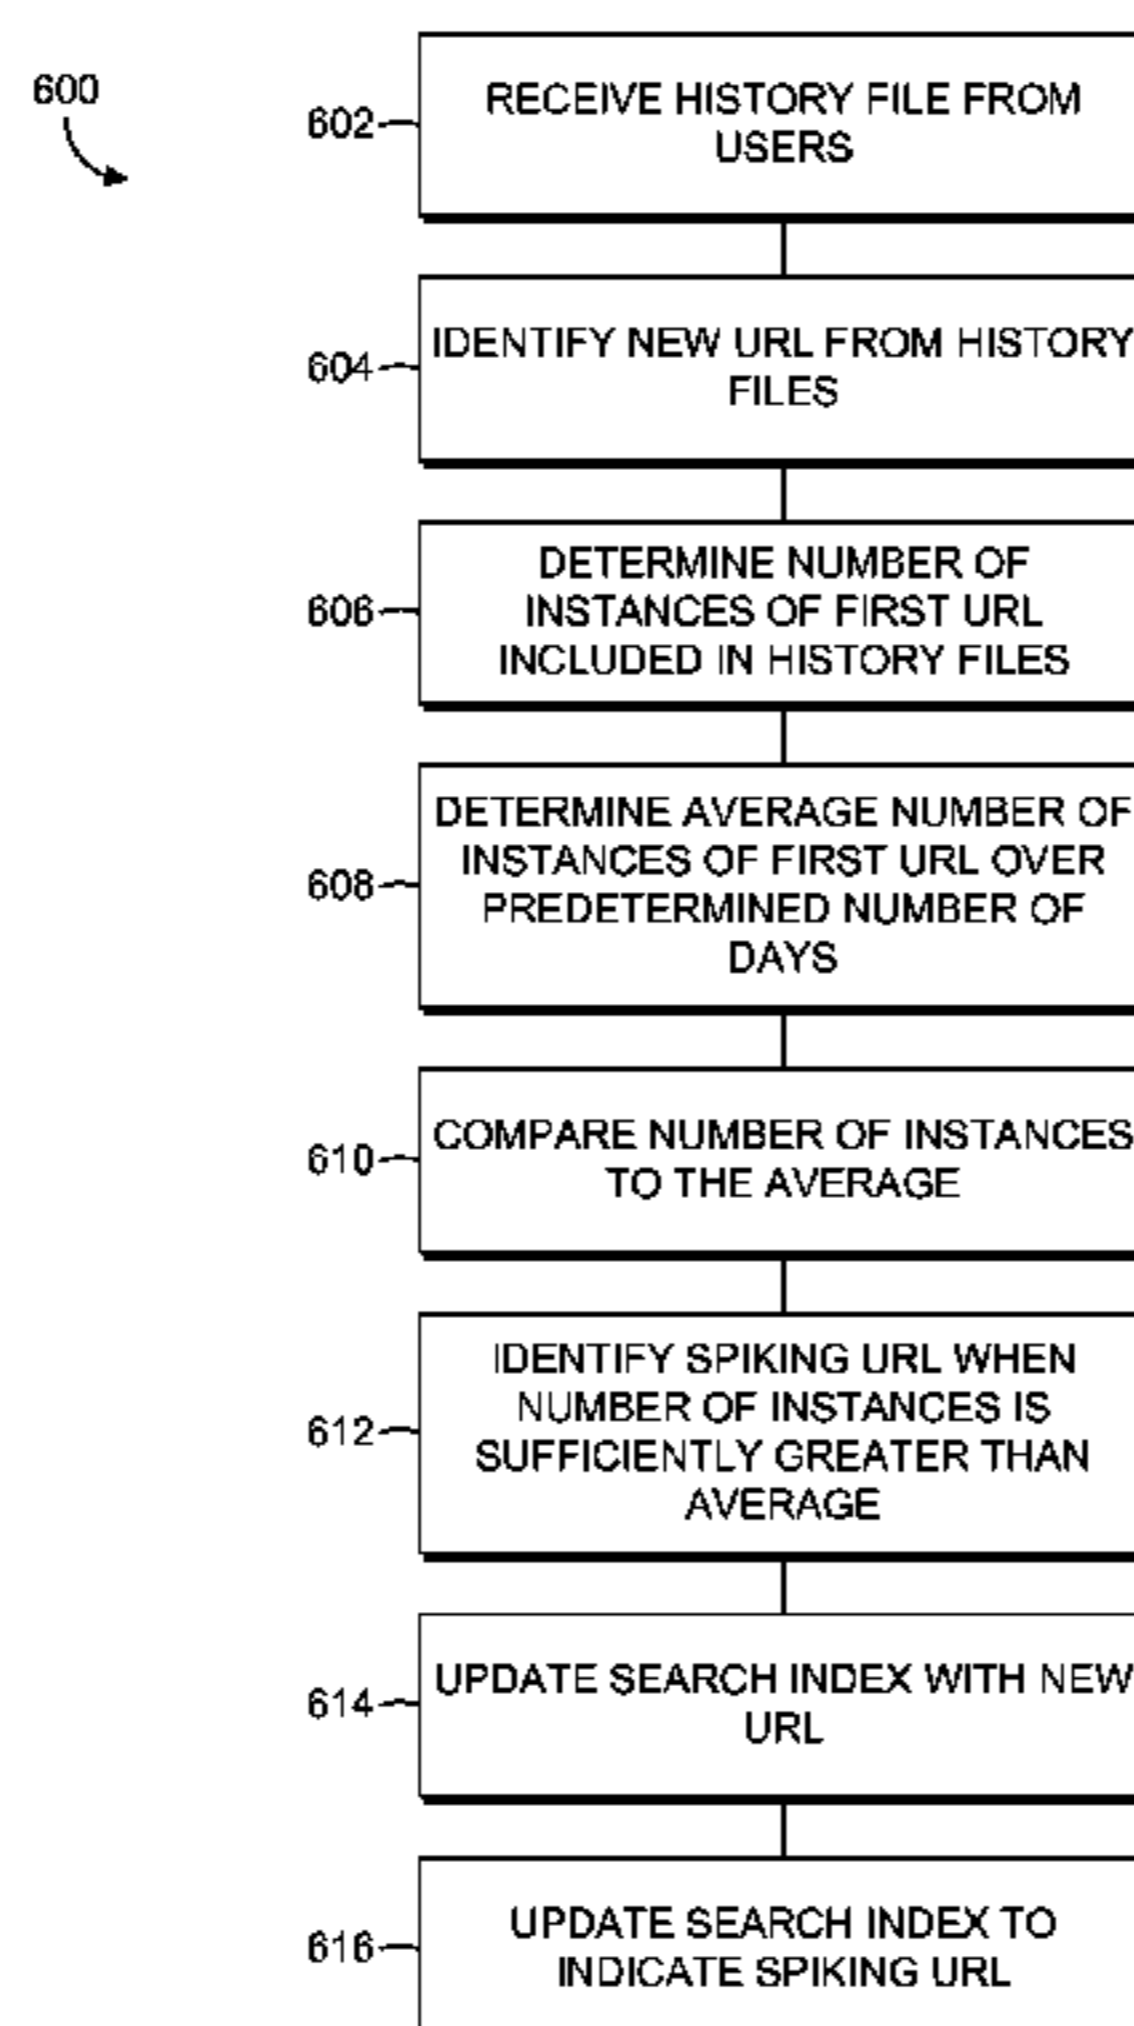 600
602
RECEIVE HISTORY FILE FROM
USERS
604
IDENTIFY NEW URL FROM HISTORY
FILES
606
DETERMINE NUMBER OF
INSTANCES OF FIRST URL
INCLUDED IN HISTORY FILES
608
DETERMINE AVERAGE NUMBER OF
INSTANCES OF FIRST URL OVER
PREDETERMINED NUMBER OF
DAYS
610
COMPARE NUMBER OF INSTANCES
TO THE AVERAGE
612
IDENTIFY SPIKING URL WHEN
NUMBER OF INSTANCES IS
SUFFICIENTLY GREATER THAN
AVERAGE
614
UPDATE SEARCH INDEX WITH NEW
URL
616
UPDATE SEARCH INDEX TO
INDICATE SPIKING URL